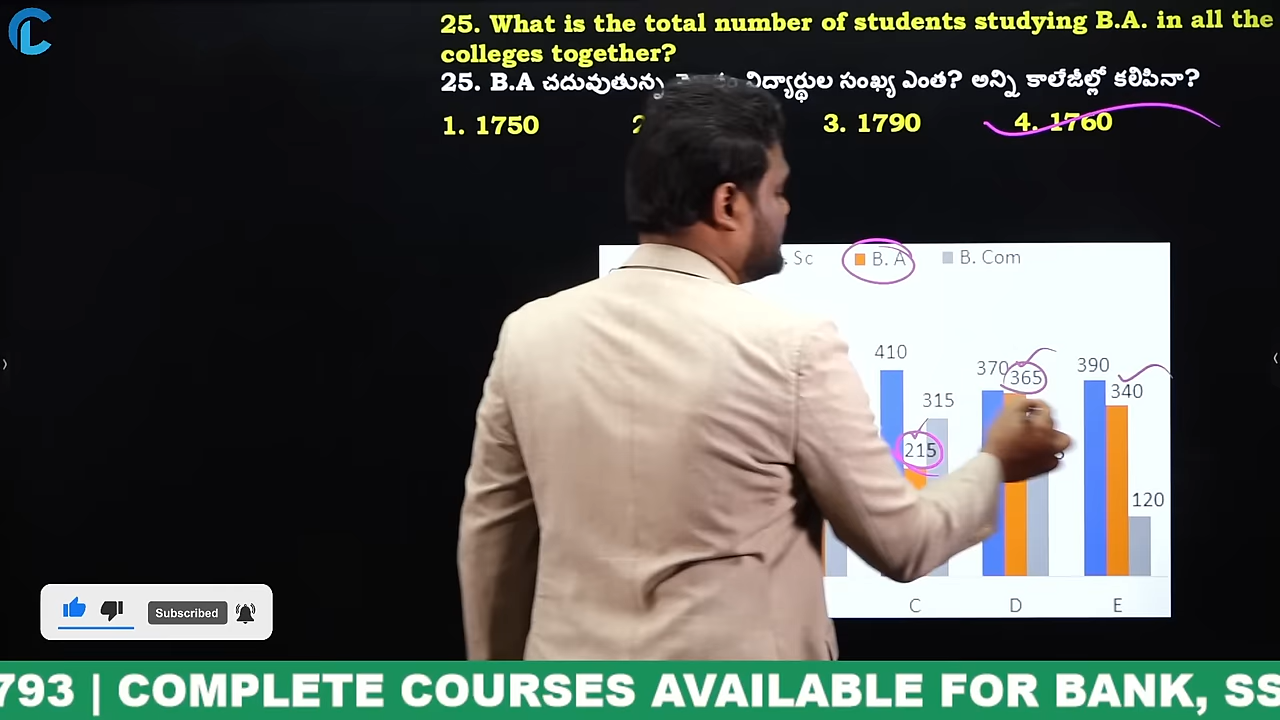 25. What is the total number of students studying B.A. in all the
colleges together?
25. B.A చదువుతున్న విద్యార్థుల సంఖ్య ఎంత? అన్ని కాలేజీల్లో కలిపినా?
1. 1750 2 3. 1790 4. 1760
Sc B. A B. Com
410 370 365 390
340
315
215
120
C D E
Subscribed
793 | COMPLETE COURSES AVAILABLE FOR BANK, SS